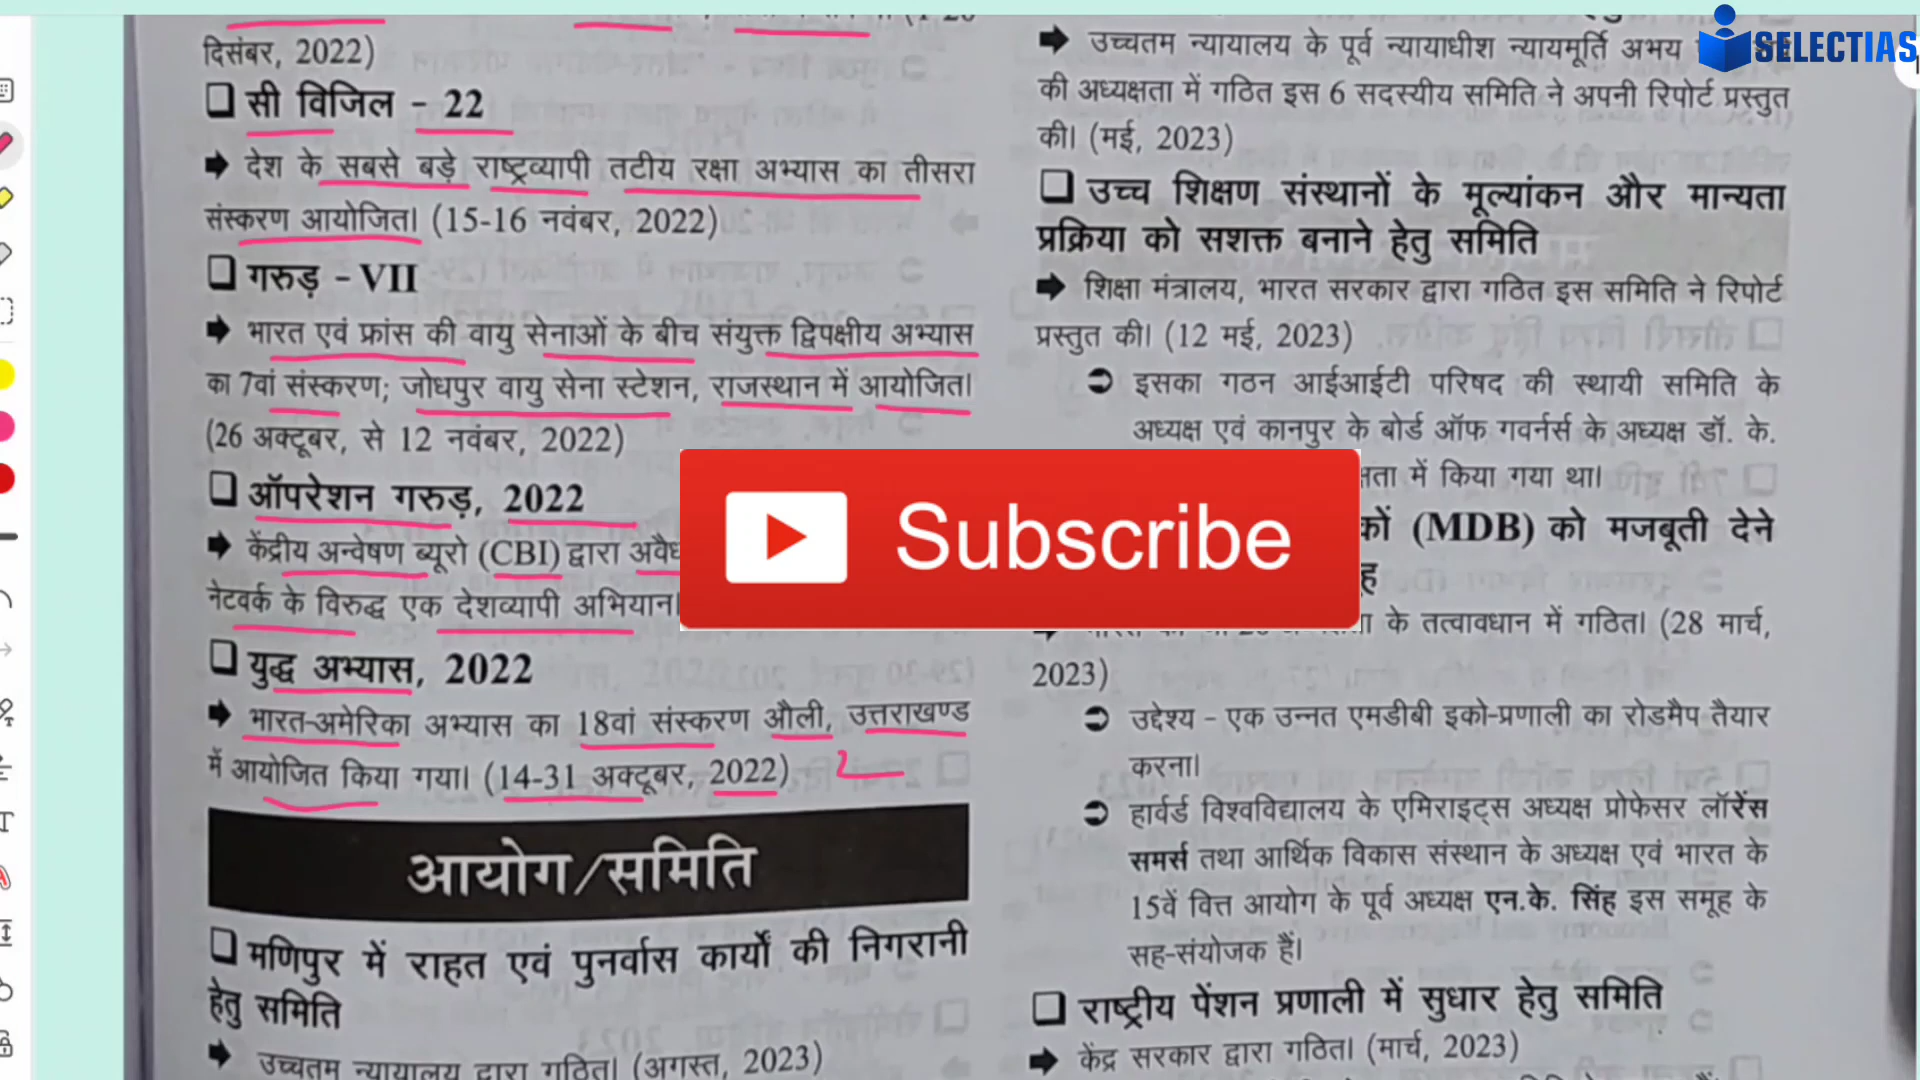 दिसंबर, 2022)
❑ सी विजिल - 22
➡ देश के सबसे बड़े राष्ट्रव्यापी तटीय रक्षा अभ्यास का तीसरा
संस्करण आयोजित। (15-16 नवंबर, 2022)
❑ गरुड़ - VII
➡ भारत एवं फ्रांस की वायु सेनाओं के बीच संयुक्त द्विपक्षीय अभ्यास
का 7वां संस्करण; जोधपुर वायु सेना स्टेशन, राजस्थान में आयोजित।
(26 अक्टूबर, से 12 नवंबर, 2022)
❑ ऑपरेशन गरुड़, 2022
➡ केंद्रीय अन्वेषण ब्यूरो (CBI) द्वारा
नेटवर्क के विरुद्ध एक देशव्यापी अभियान।
❑ युद्ध अभ्यास, 2022
➡ भारत-अमेरिका अभ्यास का 18वां संस्करण औली, उत्तराखण्ड
में आयोजित किया गया। (14-31 अक्टूबर, 2022)
आयोग/समिति
❑ मणिपुर में राहत एवं पुनर्वास कार्यों की निगरानी
हेतु समिति
➡ उच्चतम न्यायालय द्वारा गठित। (अगस्त, 2023)
➡ उच्चतम न्यायालय के पूर्व न्यायाधीश न्यायमूर्ति अभय
की अध्यक्षता में गठित इस 6 सदस्यीय समिति ने अपनी रिपोर्ट प्रस्तुत
की। (मई, 2023)
❑ उच्च शिक्षण संस्थानों के मूल्यांकन और मान्यता
प्रक्रिया को सशक्त बनाने हेतु समिति
➡ शिक्षा मंत्रालय, भारत सरकार द्वारा गठित इस समिति ने रिपोर्ट
प्रस्तुत की। (12 मई, 2023)
➲ इसका गठन आईआईटी परिषद की स्थायी समिति के
अध्यक्ष एवं कानपुर के बोर्ड ऑफ गवर्नर्स के अध्यक्ष डॉ. के.
में किया गया था।
(MDB) को मजबूती देने
के तत्वावधान में गठित। (28 मार्च,
2023)
➲ उद्देश्य - एक उन्नत एमडीबी इको-प्रणाली का रोडमैप तैयार
करना।
➲ हार्वर्ड विश्वविद्यालय के एमिराइट्स अध्यक्ष प्रोफेसर लॉरेंस
समर्स तथा आर्थिक विकास संस्थान के अध्यक्ष एवं भारत के
15वें वित्त आयोग के पूर्व अध्यक्ष एन.के. सिंह इस समूह के
सह-संयोजक हैं।
❑ राष्ट्रीय पेंशन प्रणाली में सुधार हेतु समिति
➡ केंद्र सरकार द्वारा गठित। (मार्च, 2023)
SELECTIAS
Subscribe